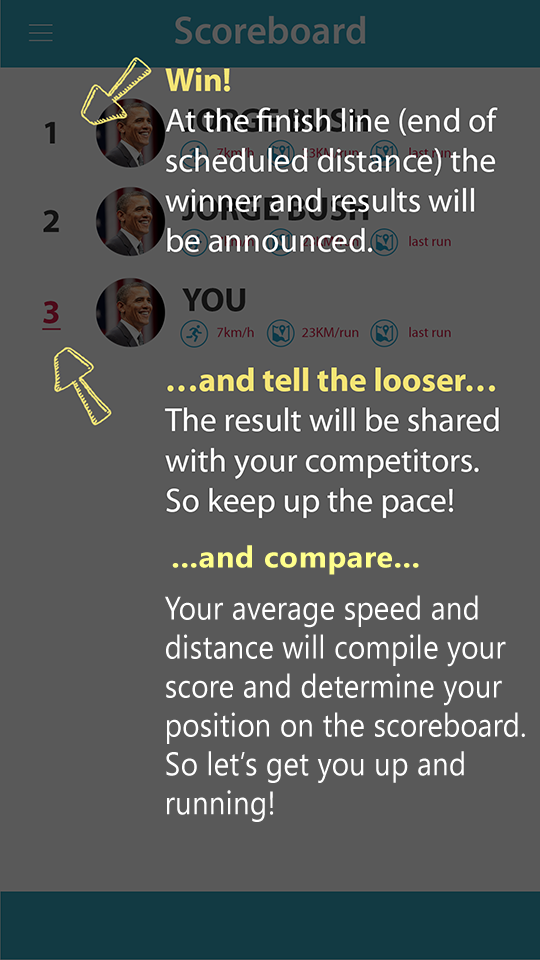 Scoreboard
Win!
1
JORGE BUSH
At the finish line (end of
7km/h 23KM/run last run
scheduled distance) the
2
JORGE BUSH
winner and results will
last run
be announced.
3
YOU
7km/h 23KM/run last run
...and tell the looser...
The result will be shared
with your competitors.
So keep up the pace!
...and compare...
Your average speed and
distance will compile your
score and determine your
position on the scoreboard.
So let's get you up and
running!